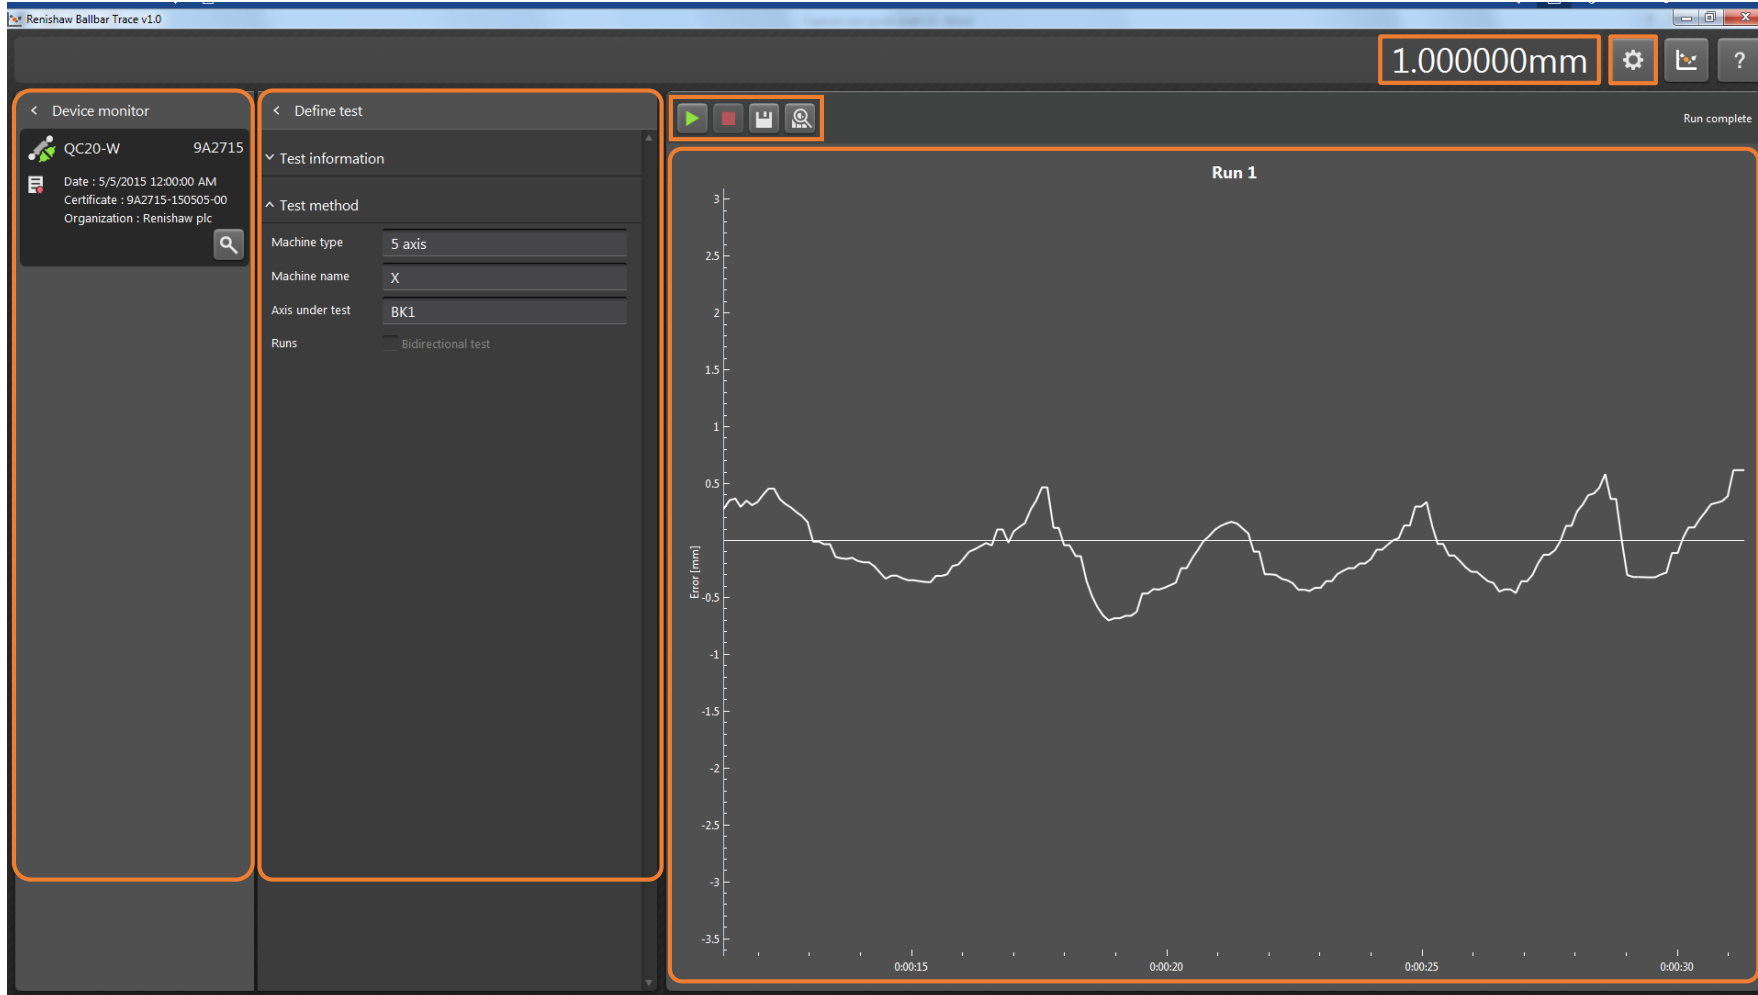 Renishaw Ballbar Trace v1.0
1.000000mm
?
Device monitor
QC20-W 9A2715
Date : 5/5/2015 12:00:00 AM
Certificate : 9A2715-150505-00
Organization : Renishaw plc
Define test
Test information
Test method
Machine type 5 axis
Machine name X
Axis under test BK1
Runs Bidirectional test
Run complete
Run 1
3
2.5
2
1.5
1
0.5
Error [mm]
-0.5
-1
-1.5
-2
-2.5
-3
-3.5
0:00:15 0:00:20 0:00:25 0:00:30